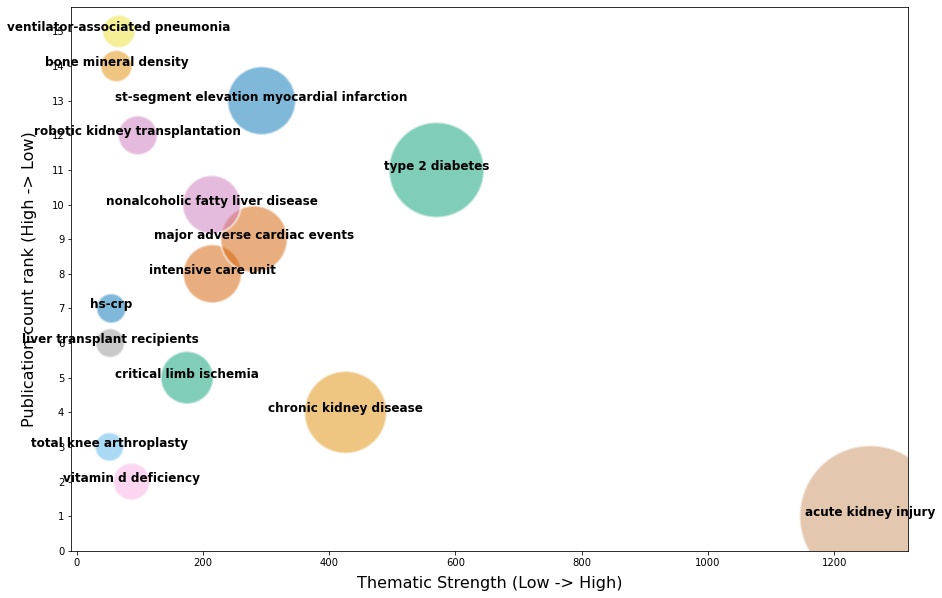 15
ventilator-associated pneumonia
14
bone mineral density
13
st-segment elevation myocardial infarction
12
robotic kidney transplantation
11
type 2 diabetes
10
nonalcoholic fatty liver disease
9
major adverse cardiac events
8
intensive care unit
7
hs-crp
6
liver transplant recipients
5
critical limb ischemia
4
chronic kidney disease
3
total knee arthroplasty
2
vitamin d deficiency
1
acute kidney injury
0
Publication count rank (High -> Low)
0 200 400 600 800 1000 1200
Thematic Strength (Low -> High)